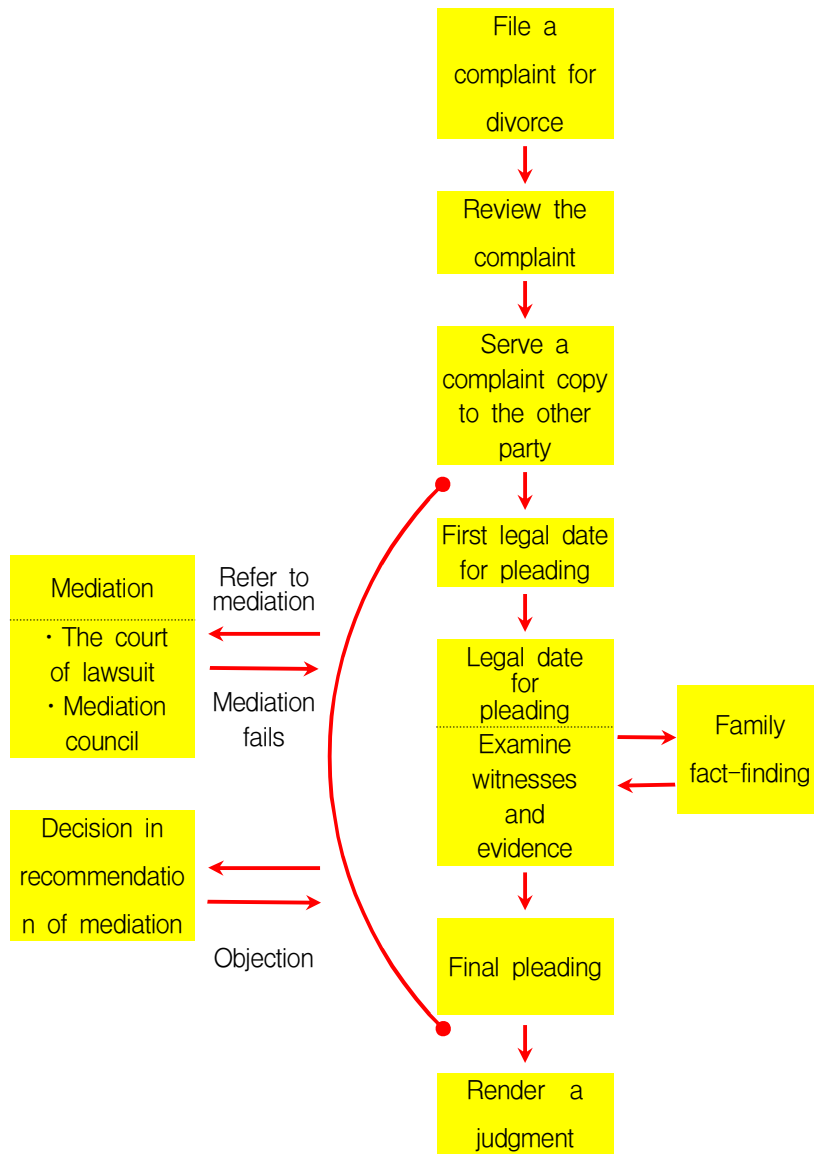 File a
complaint for
divorce
Review the
complaint
Serve a
complaint copy
to the other
party
First legal date
for pleading
Mediation
・The court
of lawsuit
・Mediation
council
Refer to
mediation
Mediation
fails
Legal date
for
pleading
Examine
witnesses
and
evidence
Family
fact-finding
Decision in
recommendatio
n of mediation
Objection
Final pleading
Render a
judgment